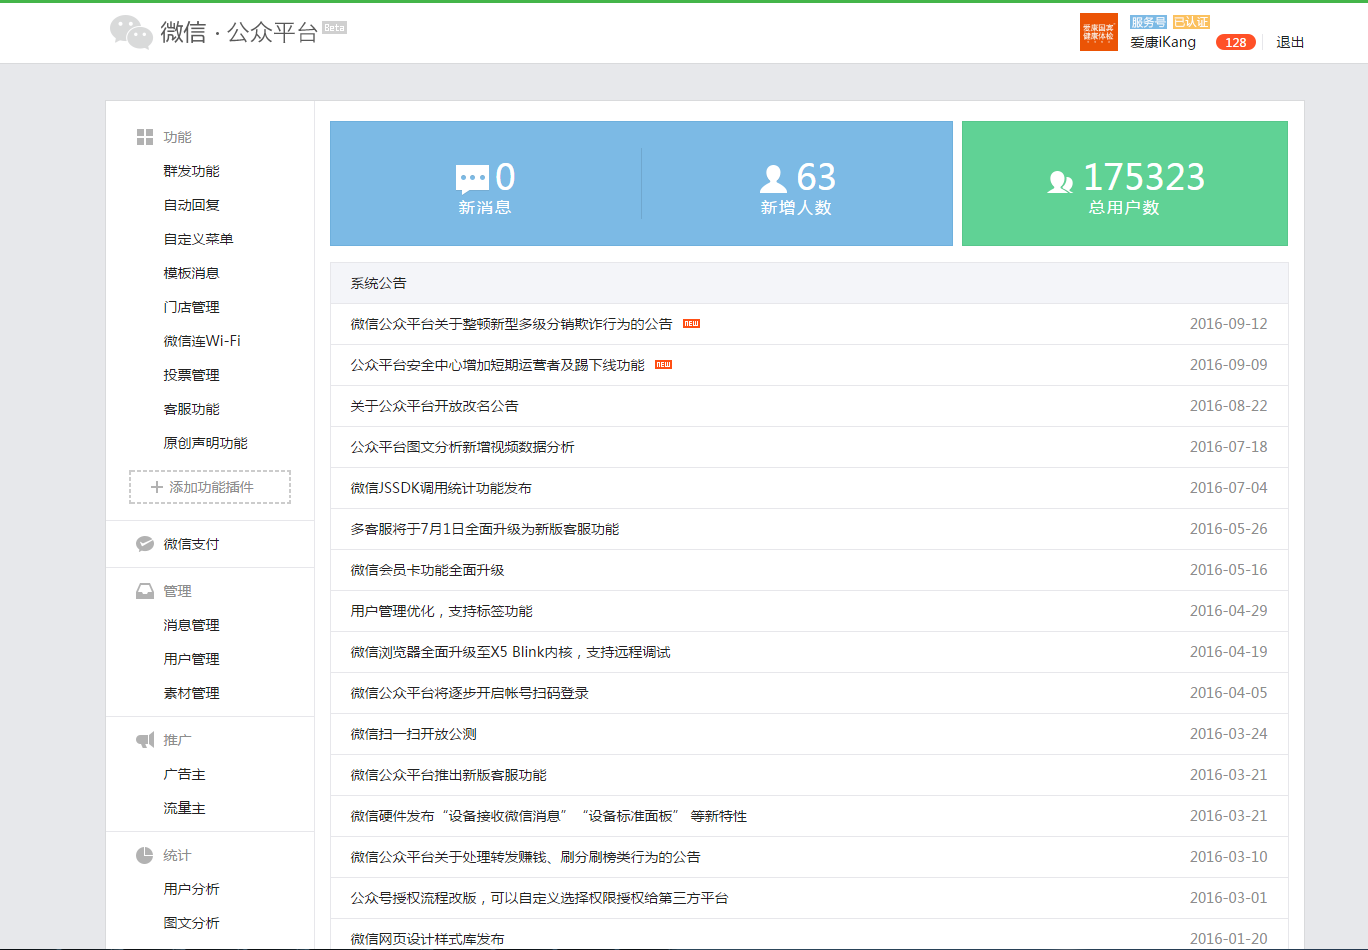 微信 · 公众平台 Beta
爱康国宾
健康体检
服务号 已认证
爱康iKang 128 退出
功能
群发功能
自动回复
自定义菜单
模板消息
门店管理
微信连Wi-Fi
投票管理
客服功能
原创声明功能
+ 添加功能插件
微信支付
管理
消息管理
用户管理
素材管理
推广
广告主
流量主
统计
用户分析
图文分析
0
新消息
63
新增人数
175323
总用户数
系统公告
微信公众平台关于整顿新型多级分销欺诈行为的公告 NEW 2016-09-12
公众平台安全中心增加短期运营者及踢下线功能 NEW 2016-09-09
关于公众平台开放改名公告 2016-08-22
公众平台图文分析新增视频数据分析 2016-07-18
微信JSSDK调用统计功能发布 2016-07-04
多客服将于7月1日全面升级为新版客服功能 2016-05-26
微信会员卡功能全面升级 2016-05-16
用户管理优化，支持标签功能 2016-04-29
微信浏览器全面升级至X5 Blink内核，支持远程调试 2016-04-19
微信公众平台将逐步开启帐号扫码登录 2016-04-05
微信扫一扫开放公测 2016-03-24
微信公众平台推出新版客服功能 2016-03-21
微信硬件发布“设备接收微信消息”“设备标准面板” 等新特性 2016-03-21
微信公众平台关于处理转发赚钱、刷分刷榜类行为的公告 2016-03-10
公众号授权流程改版，可以自定义选择权限授权给第三方平台 2016-03-01
微信网页设计样式库发布 2016-01-20